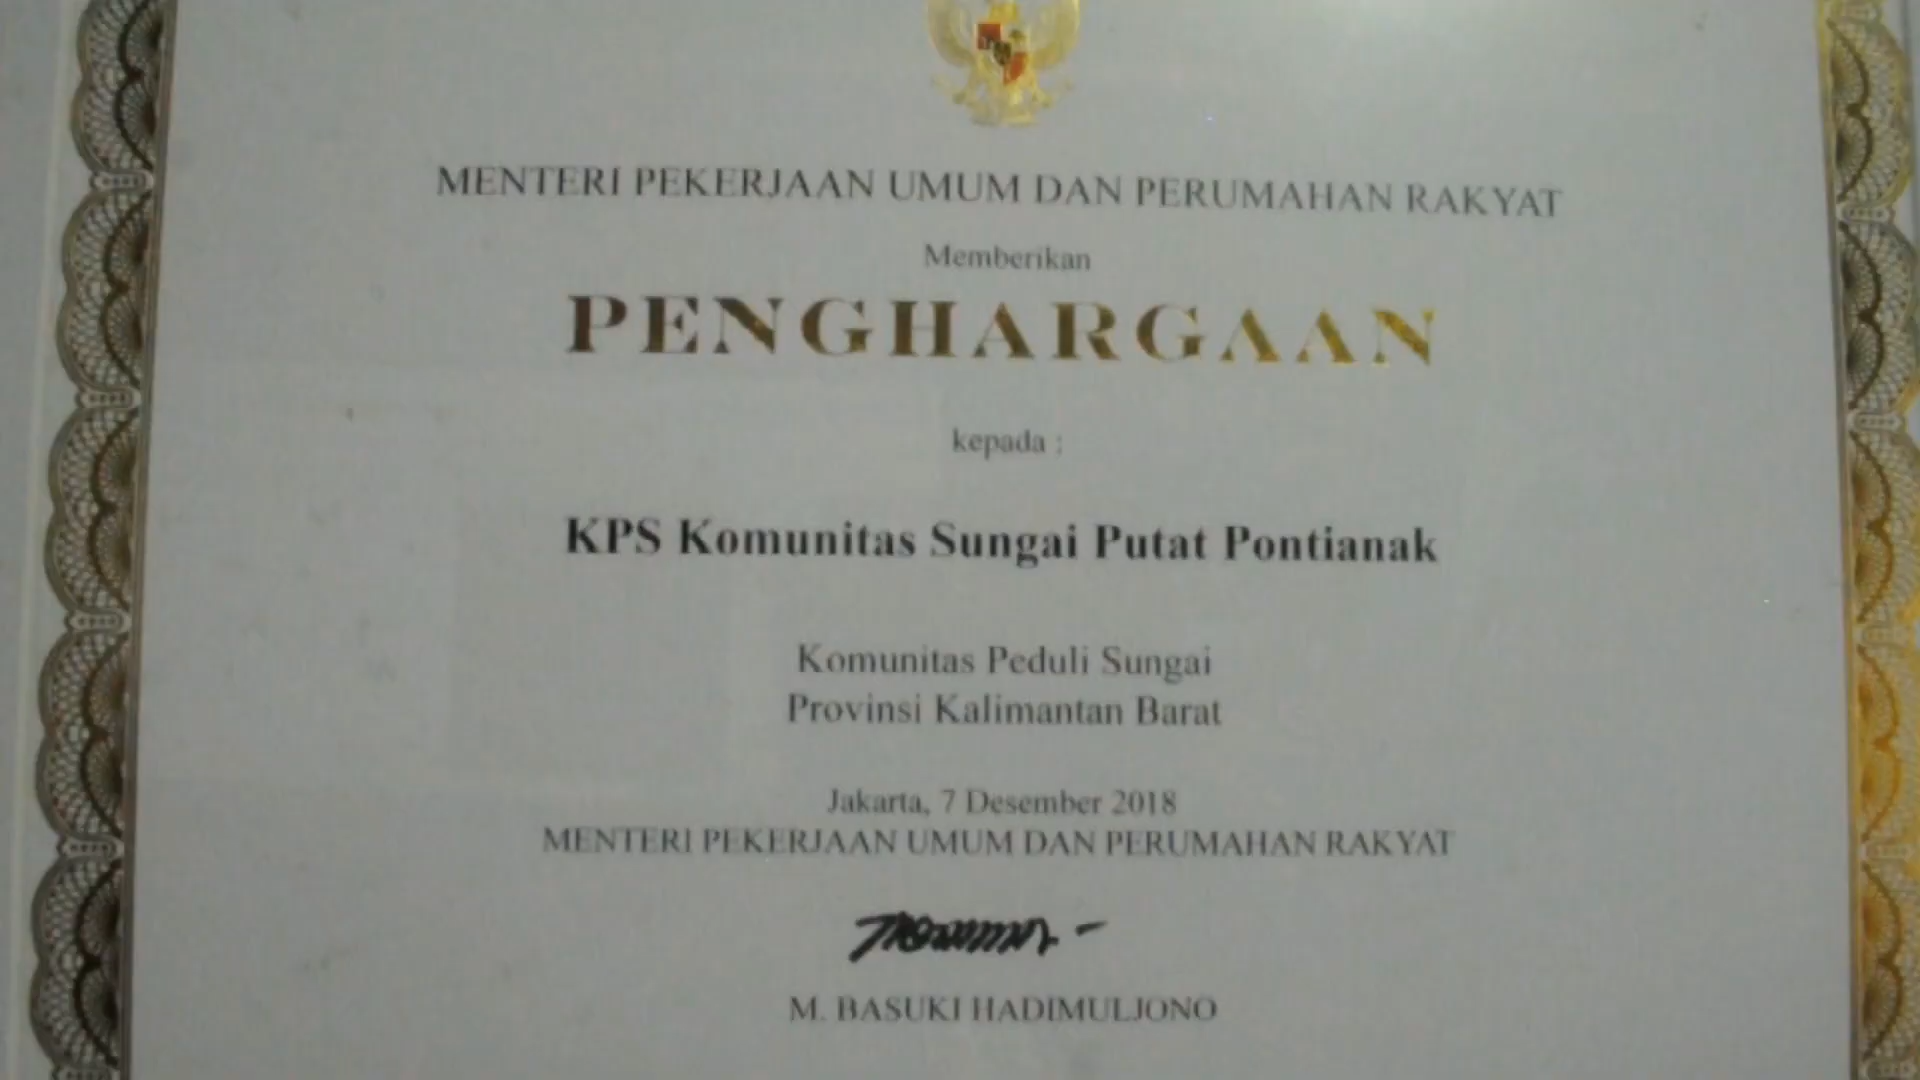 MENTERI PEKERJAAN UMUM DAN PERUMAHAN RAKYAT
Memberikan
PENGHARGAAN
kepada :
KPS Komunitas Sungai Putat Pontianak
Komunitas Peduli Sungai
Provinsi Kalimantan Barat
Jakarta, 7 Desember 2018
MENTERI PEKERJAAN UMUM DAN PERUMAHAN RAKYAT
M. BASUKI HADIMULJONO